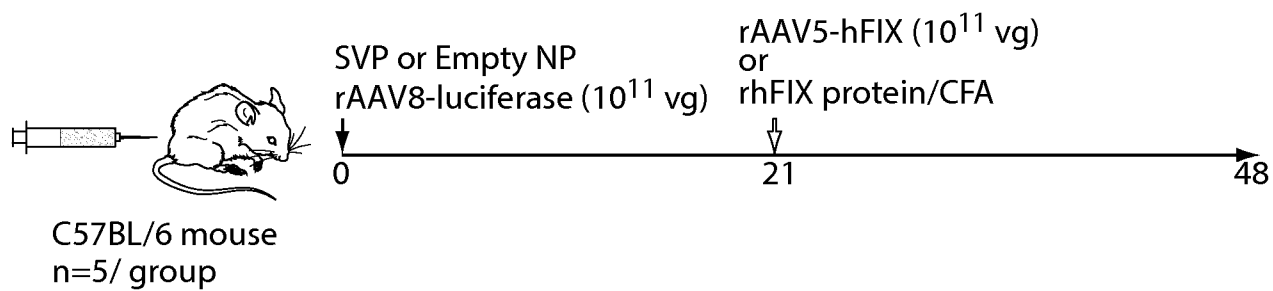 SVP or Empty NP
rAAV8-luciferase (10¹¹ vg)
rAAV5-hFIX (10¹¹ vg)
or
rhFIX protein/CFA
0
21
48
C57BL/6 mouse
n=5/ group